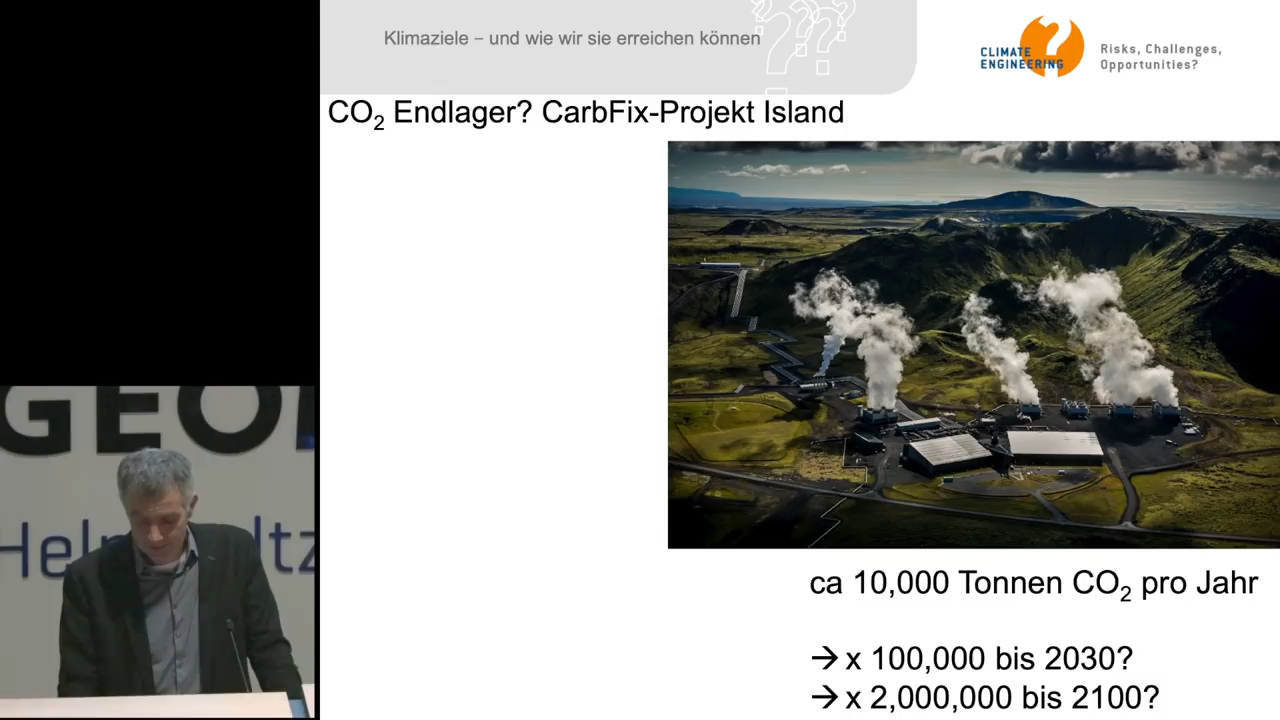 Klimaziele – und wie wir sie erreichen können
CLIMATE
ENGINEERING
Risks, Challenges,
Opportunities?
CO₂ Endlager? CarbFix-Projekt Island
ca 10,000 Tonnen CO₂ pro Jahr
→ x 100,000 bis 2030?
→ x 2,000,000 bis 2100?